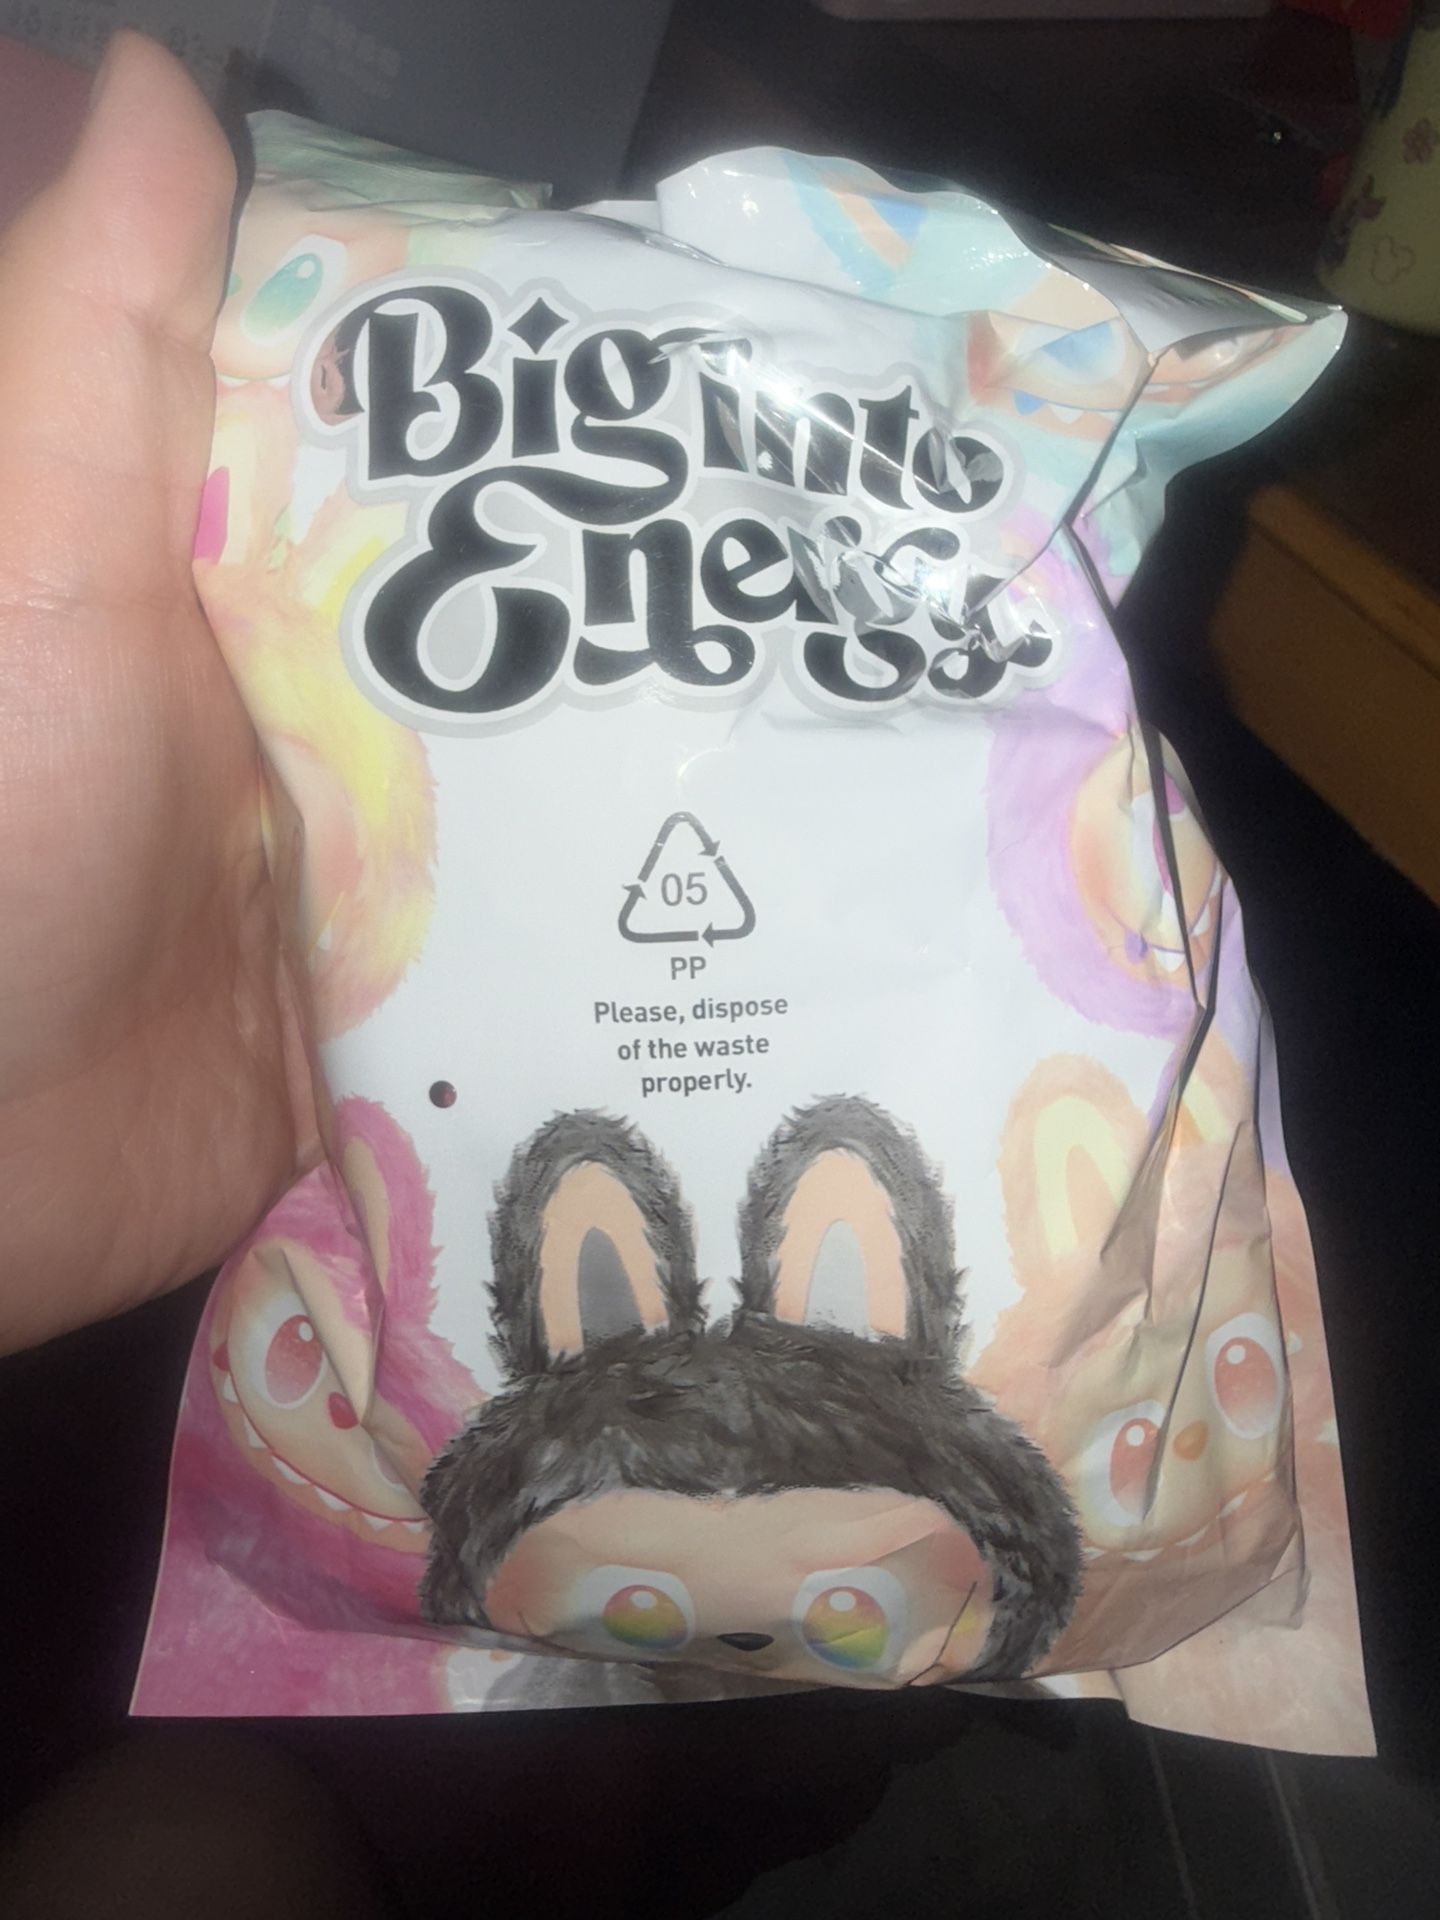 Big into
Energy
05
PP
Please, dispose
of the waste
properly.